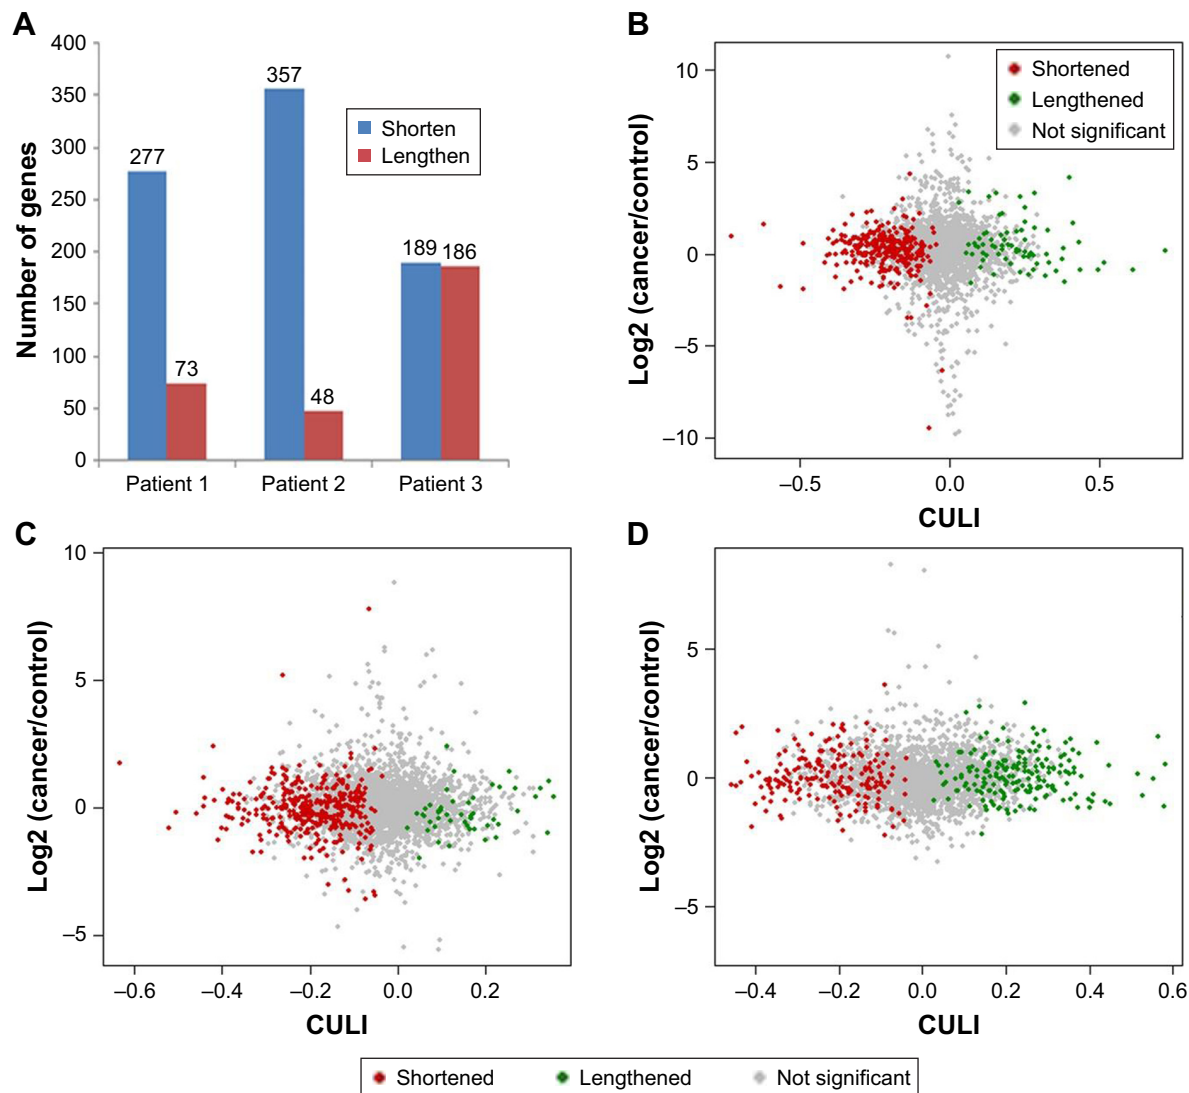 A
Number of genes
400
350
300
250
200
150
100
50
0
277
73
357
48
189 186
Shorten
Lengthen
Patient 1 Patient 2 Patient 3
B
Log2 (cancer/control)
10
5
0
–5
–10
Shortened
Lengthened
Not significant
–0.5 0.0 0.5
CULI
C
Log2 (cancer/control)
10
5
0
–5
–0.6 –0.4 –0.2 0.0 0.2
CULI
D
Log2 (cancer/control)
5
0
–5
–0.4 –0.2 0.0 0.2 0.4 0.6
CULI
Shortened Lengthened Not significant